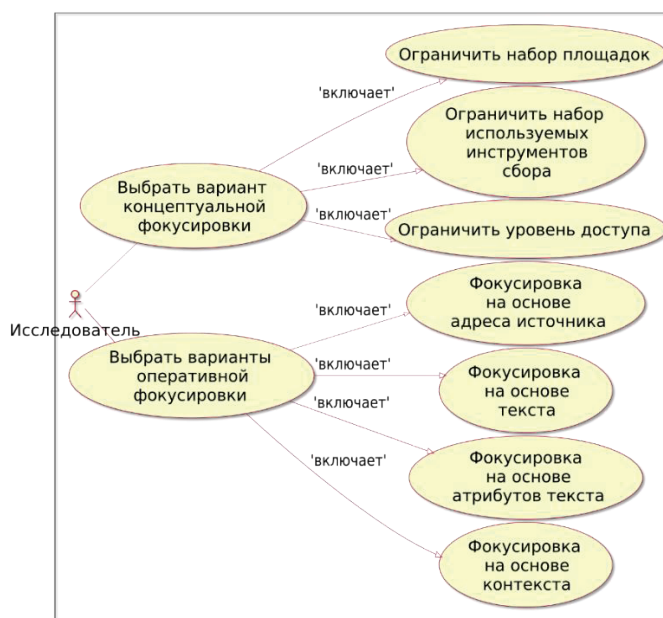 Ограничить набор площадок
'включает'
Ограничить набор
используемых
инструментов
сбора
'включает'
Выбрать вариант
концептуальной
фокусировки
'включает'
Ограничить уровень доступа
Исследователь
Фокусировка
на основе
адреса источника
'включает'
Выбрать варианты
оперативной
фокусировки
'включает'
Фокусировка
на основе
текста
'включает'
Фокусировка
на основе
атрибутов текста
'включает'
Фокусировка
на основе
контекста